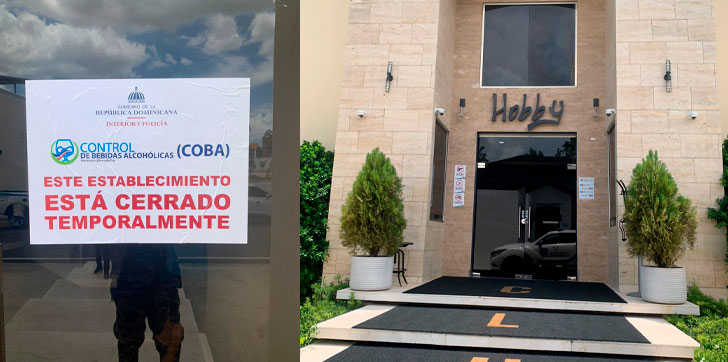 GOBIERNO DE LA
REPÚBLICA DOMINICANA
INTERIOR Y POLICÍA
CONTROL
DE BEBIDAS ALCOHÓLICAS (COBA)
ESTE ESTABLECIMIENTO
ESTÁ CERRADO
TEMPORALMENTE
Hobby
C
L
U